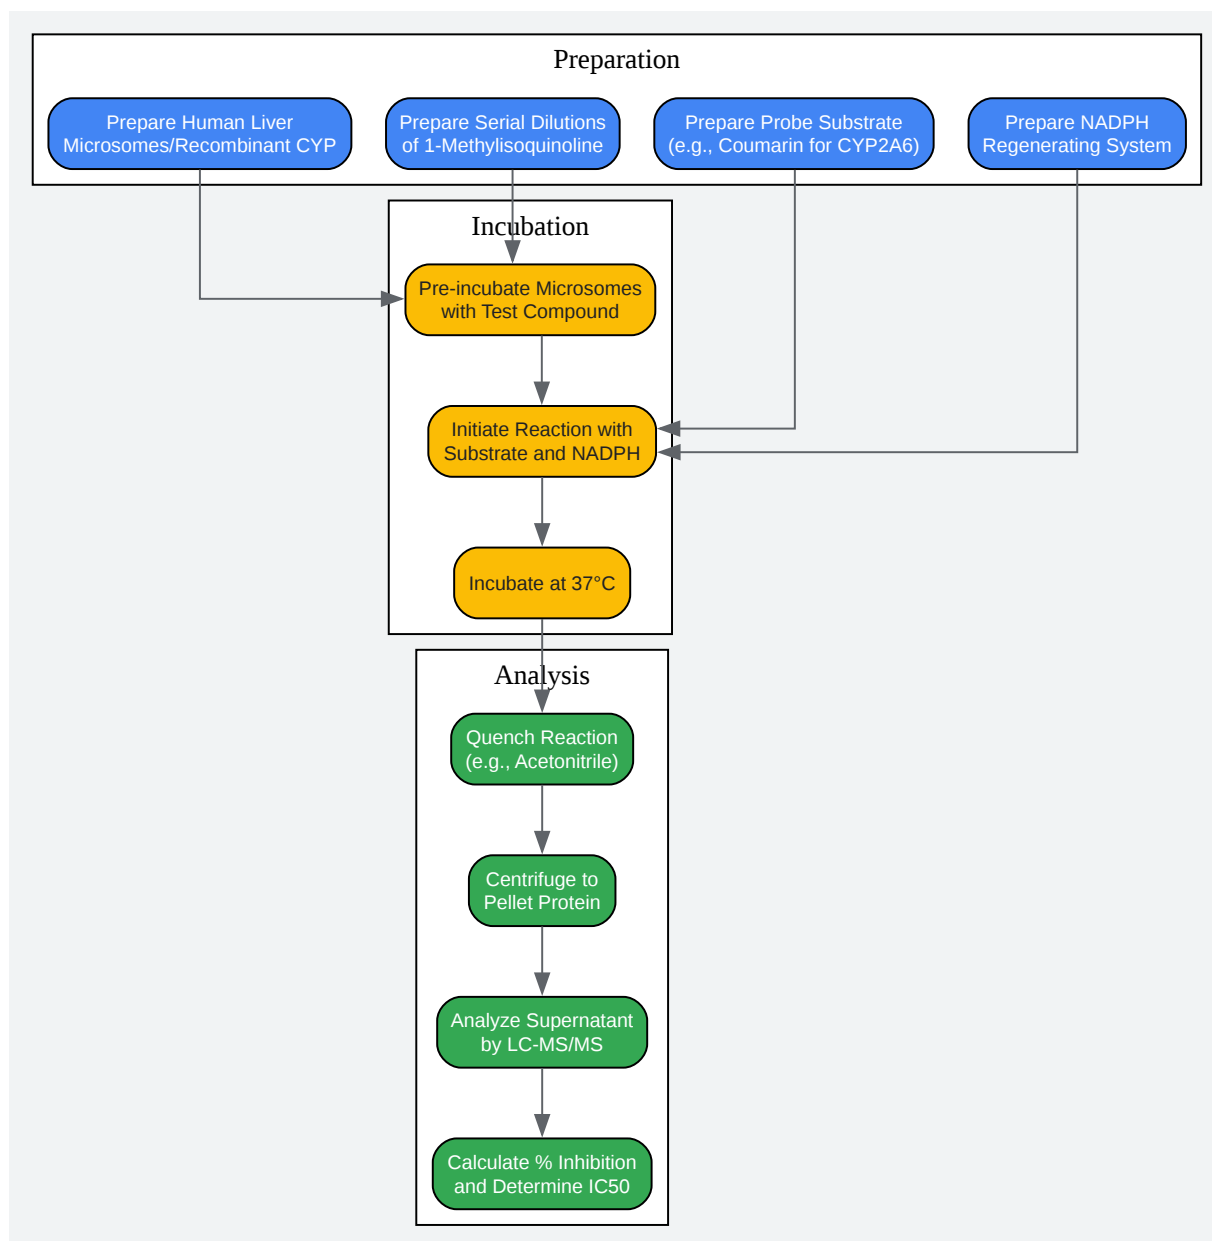 Preparation
Prepare Human Liver
Microsomes/Recombinant CYP
Prepare Serial Dilutions
of 1-Methylisoquinoline
Prepare Probe Substrate
(e.g., Coumarin for CYP2A6)
Prepare NADPH
Regenerating System
Incubation
Pre-incubate Microsomes
with Test Compound
Initiate Reaction with
Substrate and NADPH
Incubate at 37°C
Analysis
Quench Reaction
(e.g., Acetonitrile)
Centrifuge to
Pellet Protein
Analyze Supernatant
by LC-MS/MS
Calculate % Inhibition
and Determine IC50